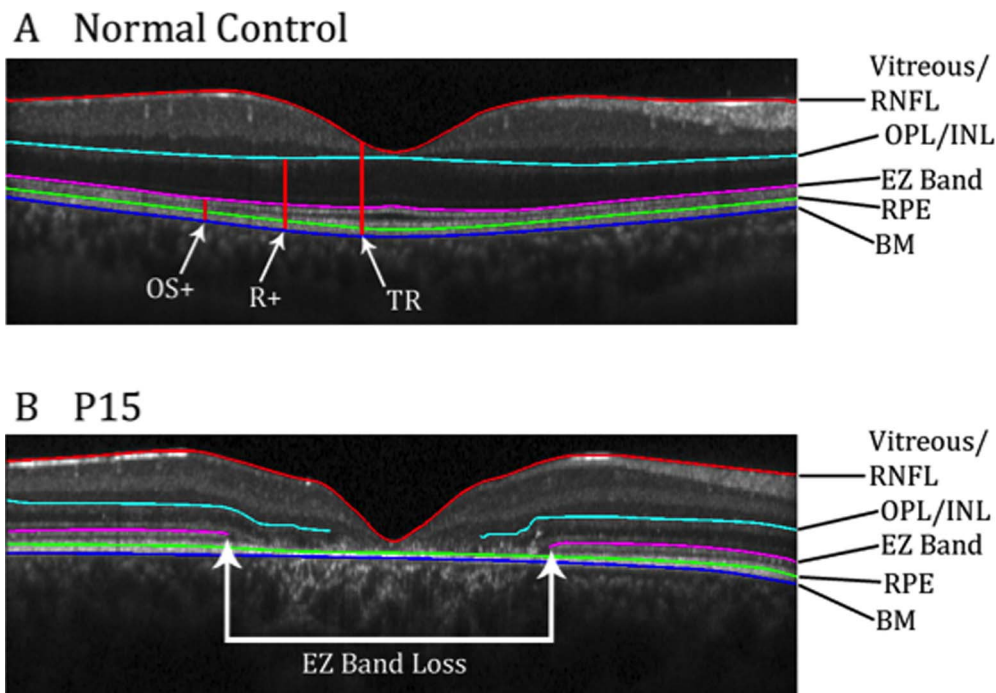 A Normal Control
Vitreous/
RNFL
OPL/INL
EZ Band
RPE
BM
OS+
R+
TR
B P15
Vitreous/
RNFL
OPL/INL
EZ Band
RPE
BM
EZ Band Loss